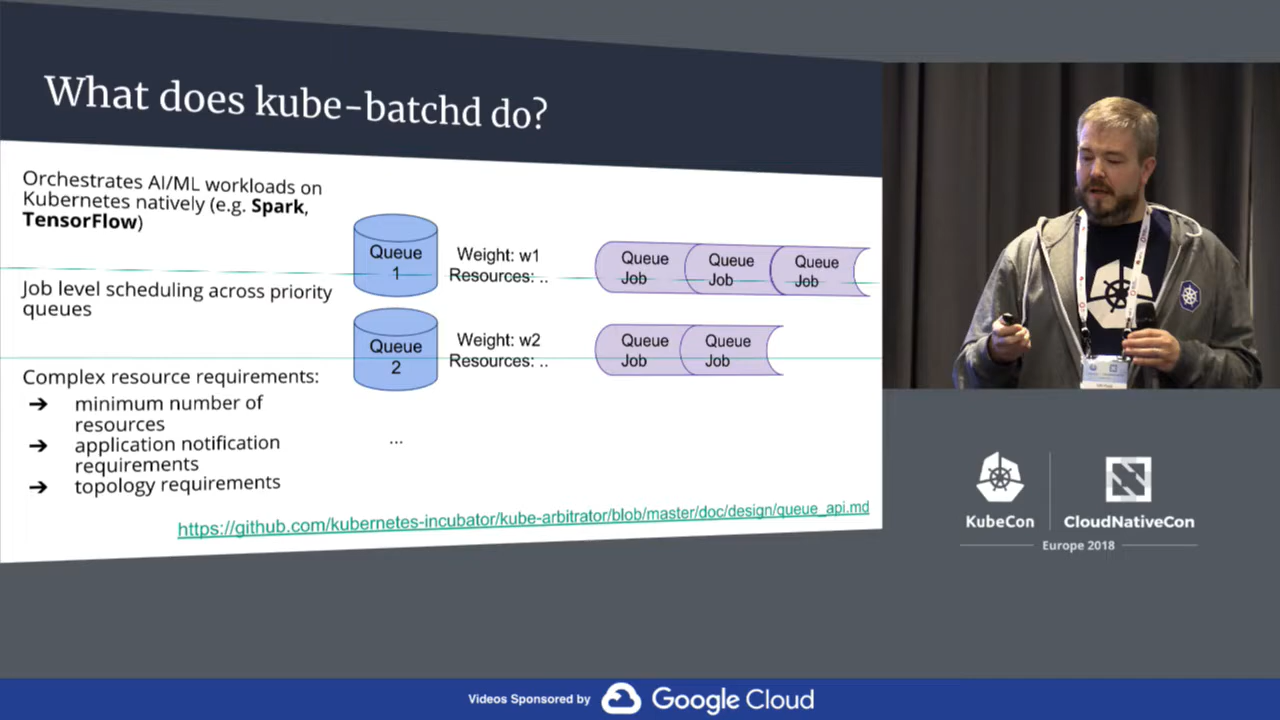 What does kube-batchd do?
Orchestrates AI/ML workloads on
Kubernetes natively (e.g. Spark,
TensorFlow)
Job level scheduling across priority
queues
Complex resource requirements:
➔ minimum number of
resources
➔ application notification
requirements
➔ topology requirements
Queue
1
Weight: w1
Resources: ..
Queue
Job
Queue
Job
Queue
Job
Queue
2
Weight: w2
Resources: ..
Queue
Job
Queue
Job
...
https://github.com/kubernetes-incubator/kube-arbitrator/blob/master/doc/design/queue_api.md
KubeCon
CloudNativeCon
Europe 2018
Videos Sponsored by Google Cloud